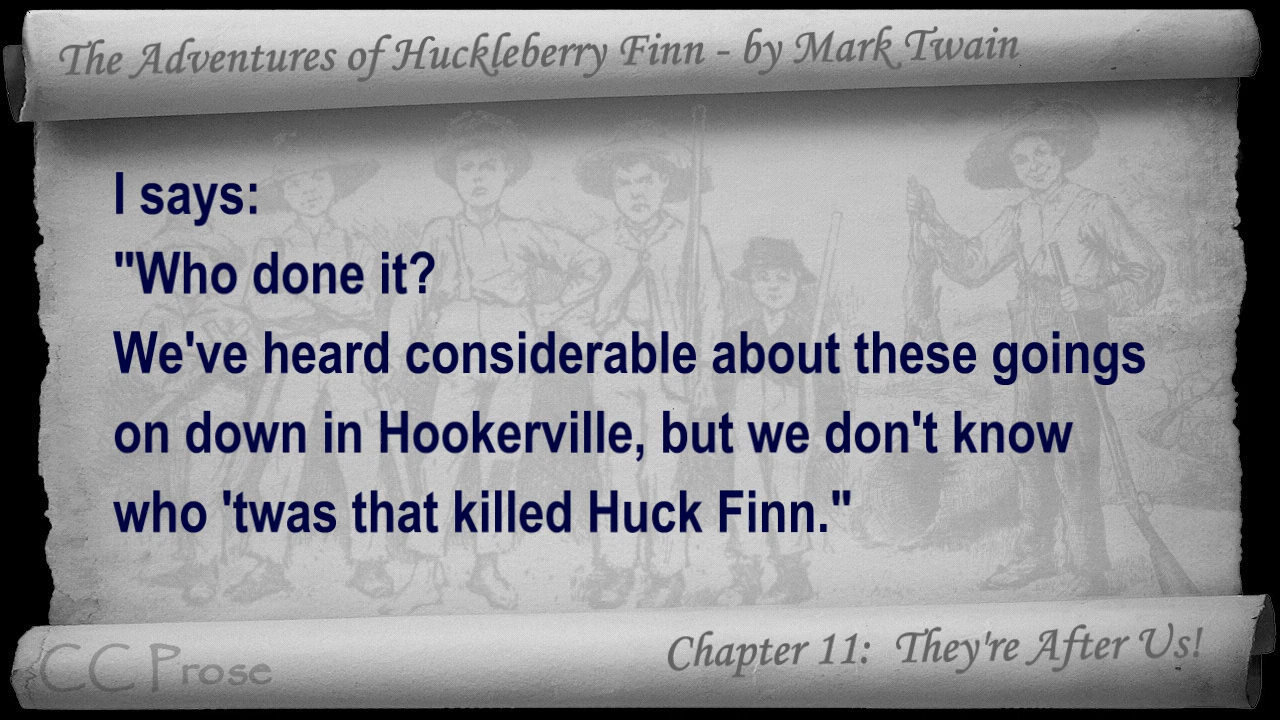 The Adventures of Huckleberry Finn - by Mark Twain
I says:
"Who done it?
We've heard considerable about these goings
on down in Hookerville, but we don't know
who 'twas that killed Huck Finn."
CC Prose
Chapter 11: They're After Us!